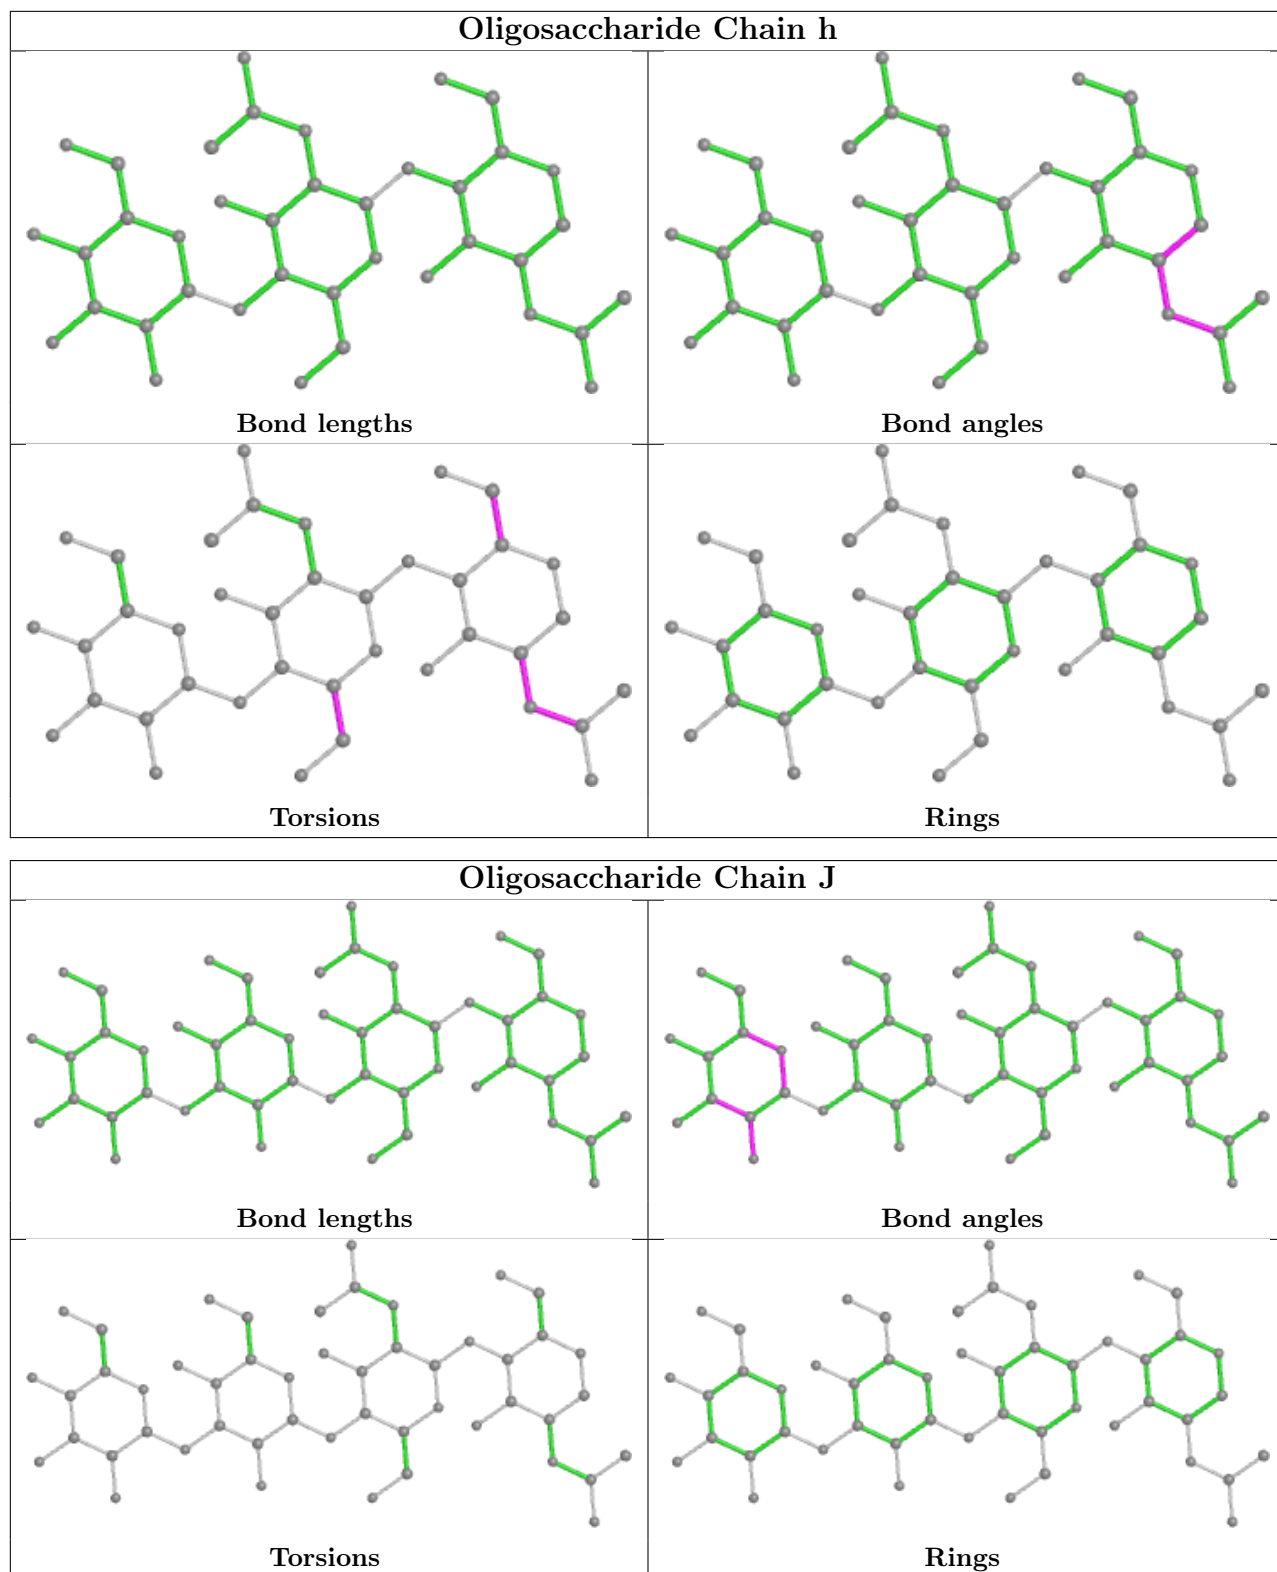 Oligosaccharide Chain h
Bond lengths
Bond angles
Torsions
Rings
Oligosaccharide Chain J
Bond lengths
Bond angles
Torsions
Rings